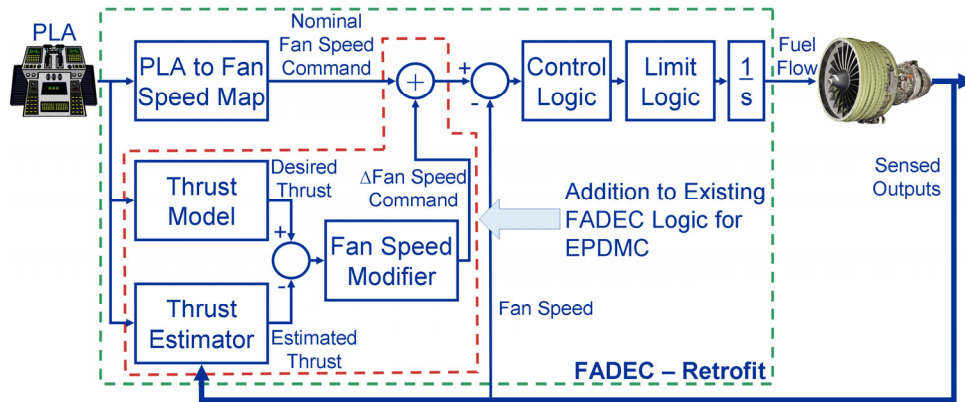 PLA
PLA to Fan
Speed Map
Nominal
Fan Speed
Command
+
+
-
Control
Logic
Limit
Logic
1
s
Fuel
Flow
Sensed
Outputs
Thrust
Model
Desired
Thrust
ΔFan Speed
Command
+
-
Fan Speed
Modifier
Thrust
Estimator
Estimated
Thrust
Addition to Existing
FADEC Logic for
EPDMC
Fan Speed
FADEC – Retrofit